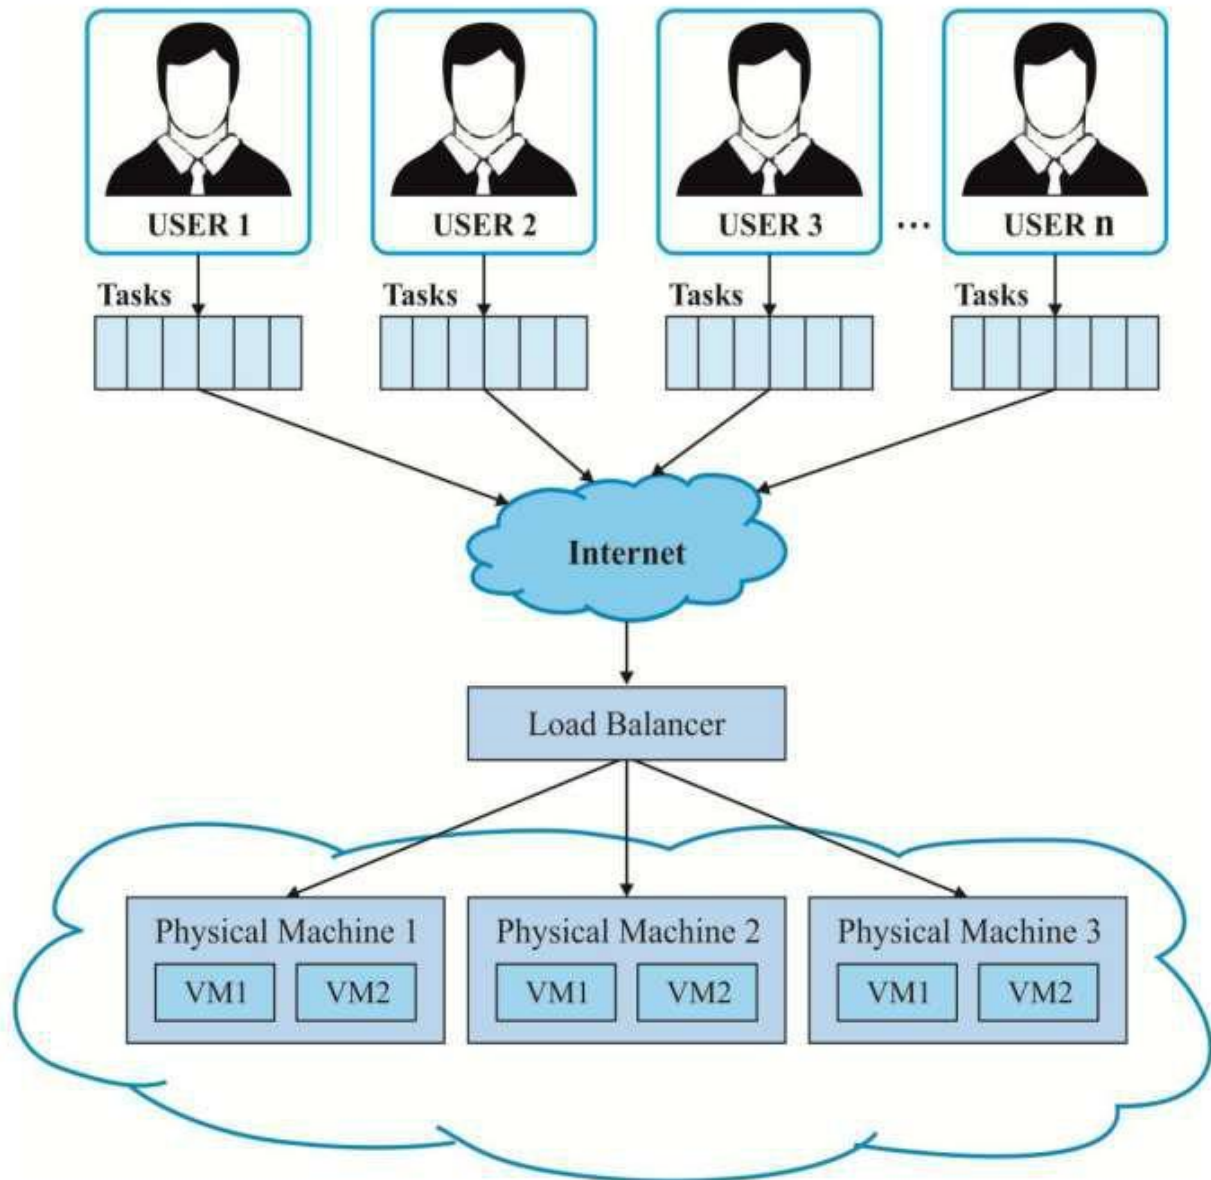 USER 1
USER 2
USER 3
...
USER n
Tasks
Tasks
Tasks
Tasks
Internet
Load Balancer
Physical Machine 1
VM1
VM2
Physical Machine 2
VM1
VM2
Physical Machine 3
VM1
VM2